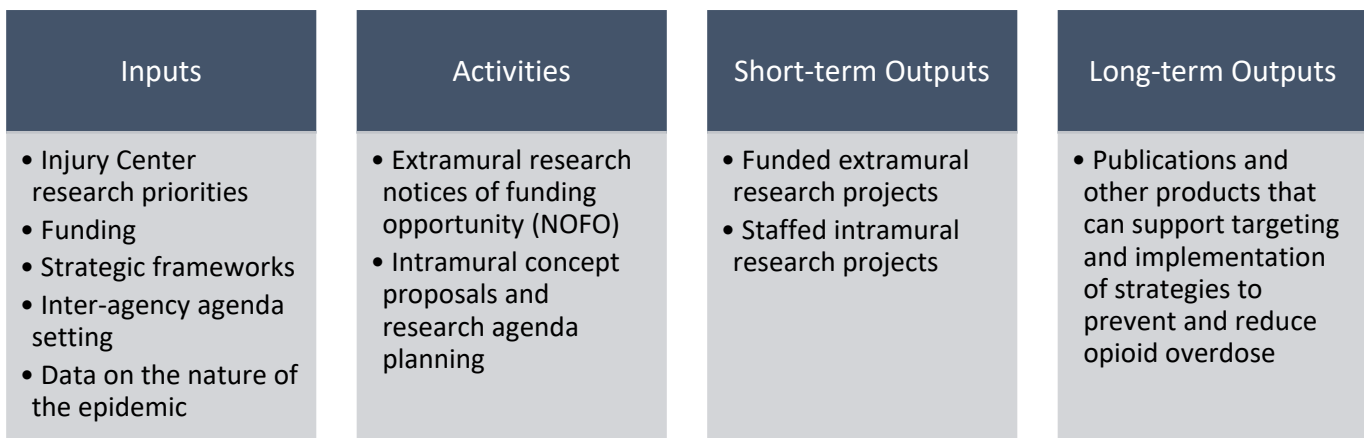 Inputs
• Injury Center
research priorities
• Funding
• Strategic frameworks
• Inter-agency agenda
setting
• Data on the nature of
the epidemic
Activities
• Extramural research
notices of funding
opportunity (NOFO)
• Intramural concept
proposals and
research agenda
planning
Short-term Outputs
• Funded extramural
research projects
• Staffed intramural
research projects
Long-term Outputs
• Publications and
other products that
can support targeting
and implementation
of strategies to
prevent and reduce
opioid overdose